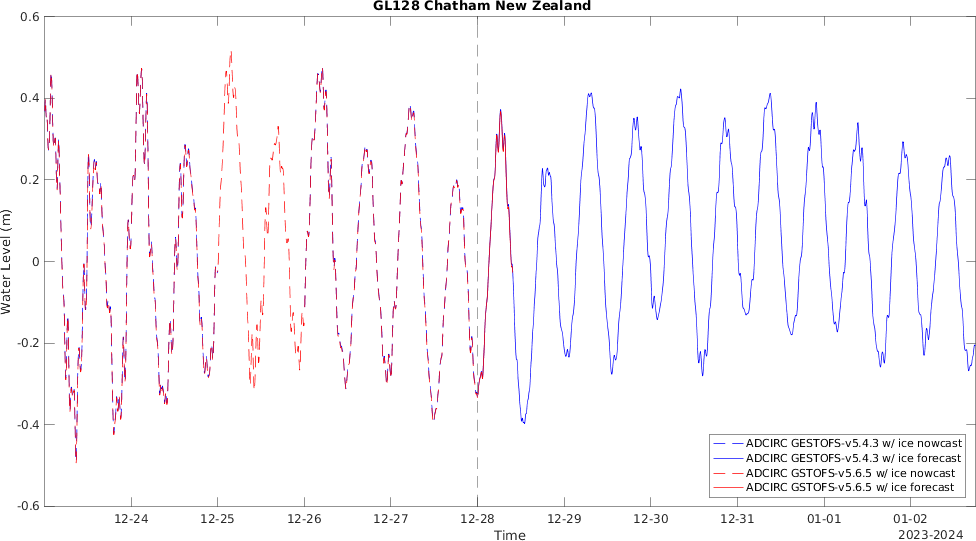 GL128 Chatham New Zealand
Water Level (m)
0.6
0.4
0.2
0
-0.2
-0.4
-0.6
ADCIRC GESTOFS-v5.4.3 w/ ice nowcast
ADCIRC GESTOFS-v5.4.3 w/ ice forecast
ADCIRC GSTOFS-v5.6.5 w/ ice nowcast
ADCIRC GSTOFS-v5.6.5 w/ ice forecast
12-24 12-25 12-26 12-27 12-28 12-29 12-30 12-31 01-01 01-02
Time
2023-2024